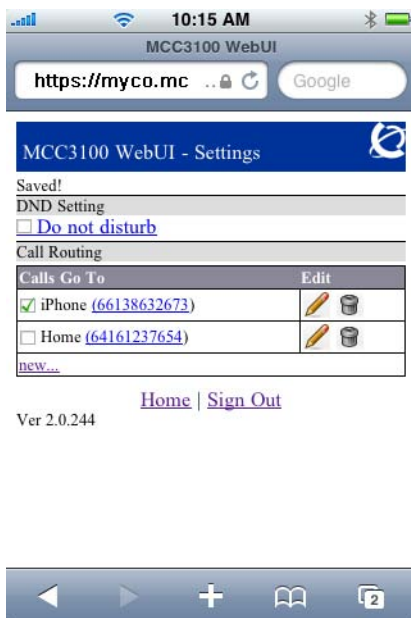 10:15 AM
MCC3100 WebUI
https://myco.mc ..
Google
MCC3100 WebUI - Settings
Saved!
DND Setting
Do not disturb
Call Routing
Calls Go To Edit
iPhone (66138632673)
Home (64161237654)
new...
Home | Sign Out
Ver 2.0.244
2